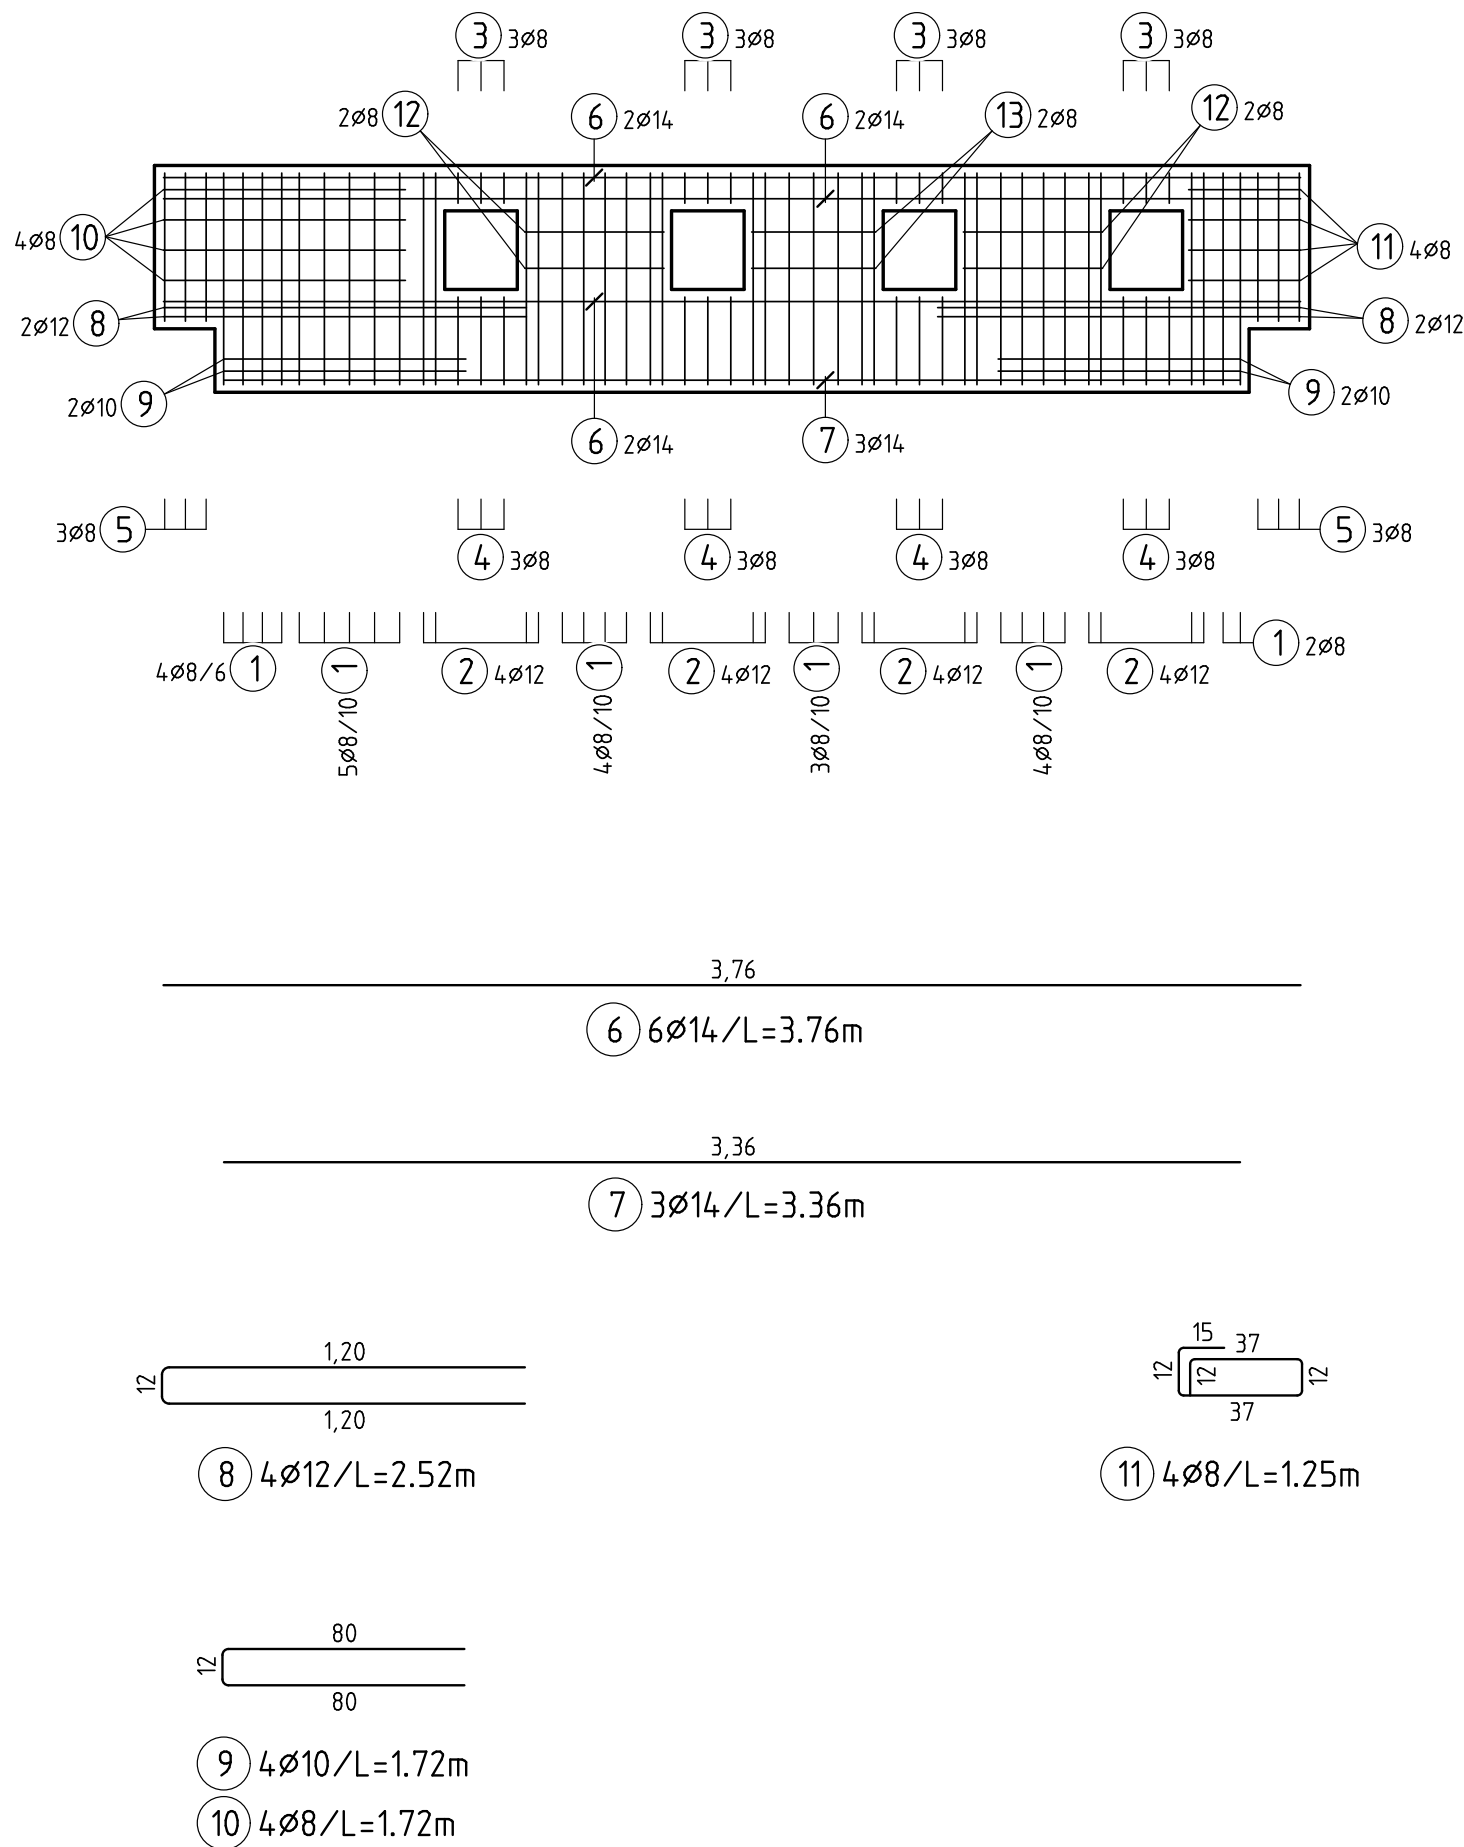 3 3Ø8 3 3Ø8 3 3Ø8 3 3Ø8
2Ø8 12 6 2Ø14 6 2Ø14 13 2Ø8 12 2Ø8
4Ø8 10 11 4Ø8
2Ø12 8 8 2Ø12
2Ø10 9 9 2Ø10
6 2Ø14 7 3Ø14
3Ø8 5 5 3Ø8
4 3Ø8 4 3Ø8 4 3Ø8 4 3Ø8
4Ø8/6 1 1 2 4Ø12 1 2 4Ø12 1 2 4Ø12 1 2 4Ø12 1 2Ø8
5Ø8/10 4Ø8/10 3Ø8/10 4Ø8/10
3,76
6 6Ø14/L=3.76m
3,36
7 3Ø14/L=3.36m
1,20
12
1,20
8 4Ø12/L=2.52m
15 37
12 12 12
37
11 4Ø8/L=1.25m
80
12
80
9 4Ø10/L=1.72m
10 4Ø8/L=1.72m